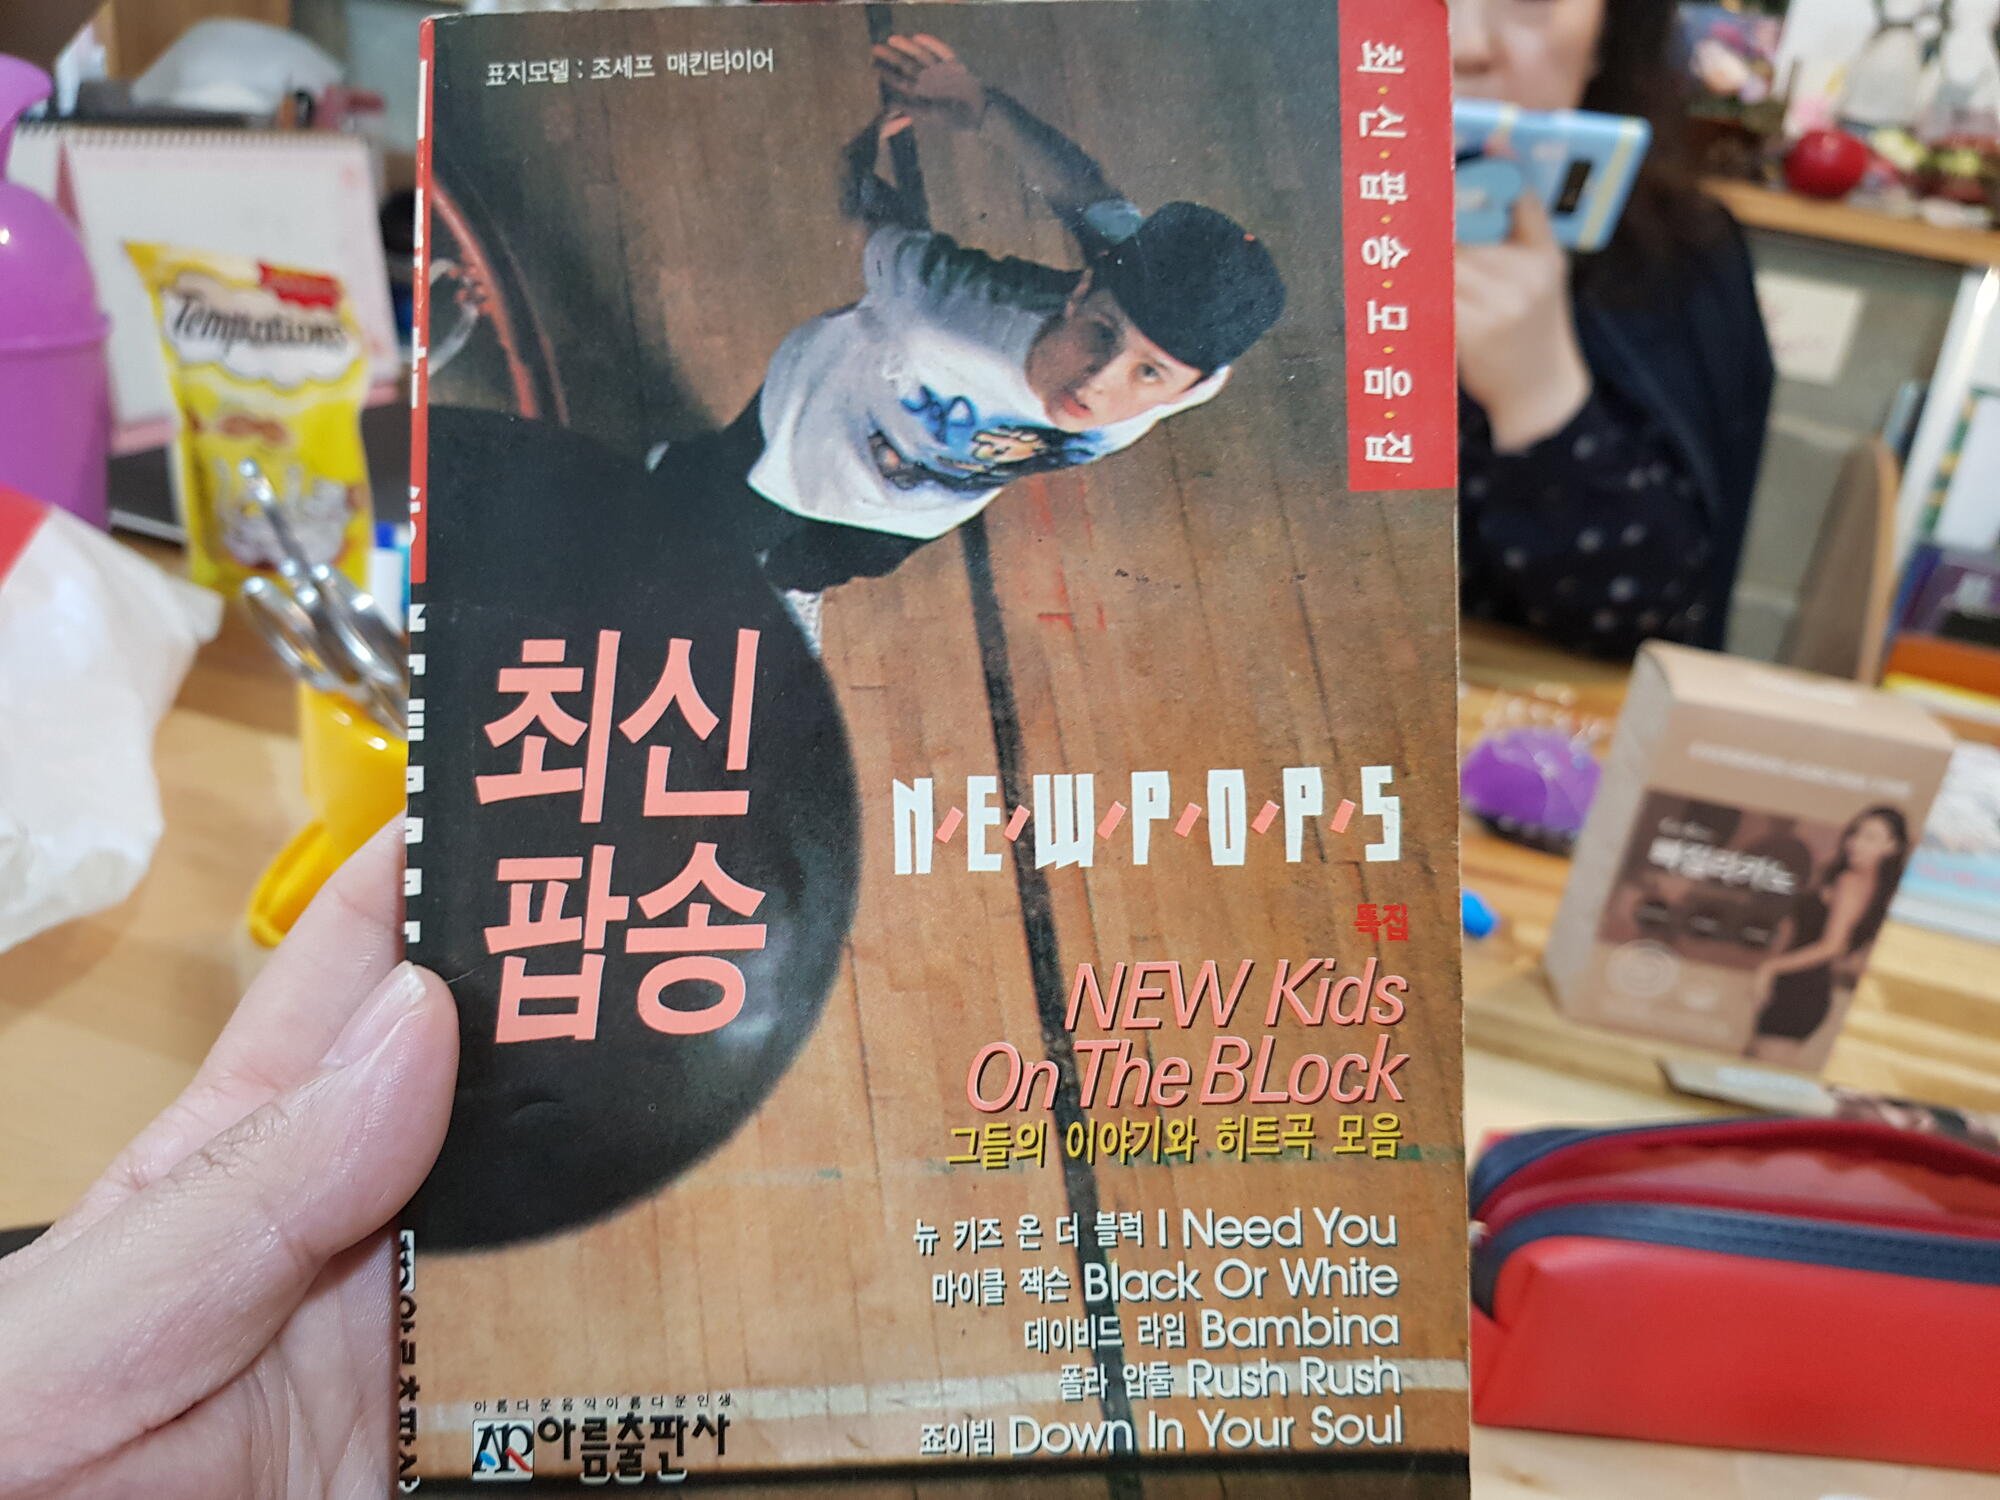 표지모델 : 조세프 매킨타이어
최·신·팝·송·모·음·집
Temptations
최신
팝송
N·E·W·P·O·P·S
특집
NEW Kids
On The BLock
그들의 이야기와 히트곡 모음
뉴 키즈 온 더 블럭 I Need You
마이클 잭슨 Black Or White
데이비드 라임 Bambina
폴라 압둘 Rush Rush
죠이빔 Down In Your Soul
아름다운음악아름다운인생
AR 아름출판사